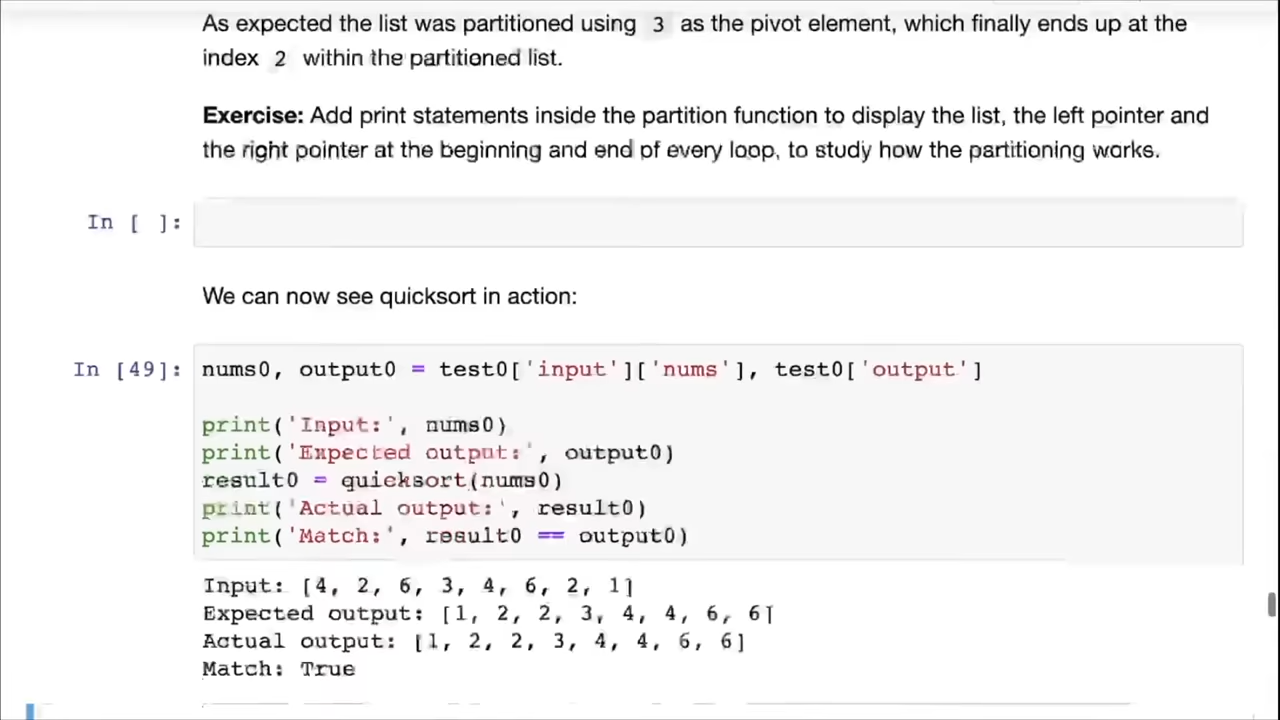 As expected the list was partitioned using 3 as the pivot element, which finally ends up at the
index 2 within the partitioned list.
Exercise: Add print statements inside the partition function to display the list, the left pointer and
the right pointer at the beginning and end of every loop, to study how the partitioning works.
In [ ]:
We can now see quicksort in action:
In [49]: nums0, output0 = test0['input']['nums'], test0['output']
print('Input:', nums0)
print('Expected output:', output0)
result0 = quicksort(nums0)
print('Actual output:', result0)
print('Match:', result0 == output0)
Input: [4, 2, 6, 3, 4, 6, 2, 1]
Expected output: [1, 2, 2, 3, 4, 4, 6, 6]
Actual output: [1, 2, 2, 3, 4, 4, 6, 6]
Match: True